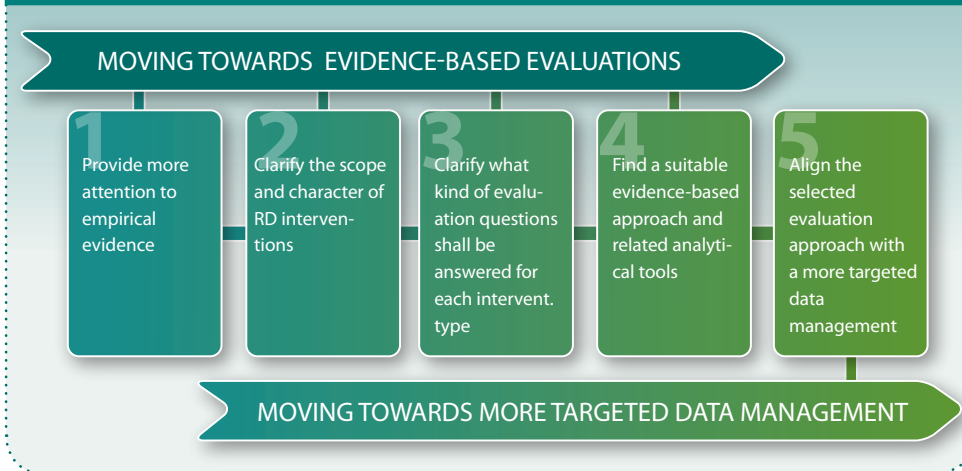 MOVING TOWARDS EVIDENCE-BASED EVALUATIONS
1
Provide more
attention to
empirical
evidence
2
Clarify the scope
and character of
RD interven-
tions
3
Clarify what
kind of evalu-
ation questions
shall be
answered for
each intervent.
type
4
Find a suitable
evidence-based
approach and
related analyti-
cal tools
5
Align the
selected
evaluation
approach with
a more targeted
data
management
MOVING TOWARDS MORE TARGETED DATA MANAGEMENT